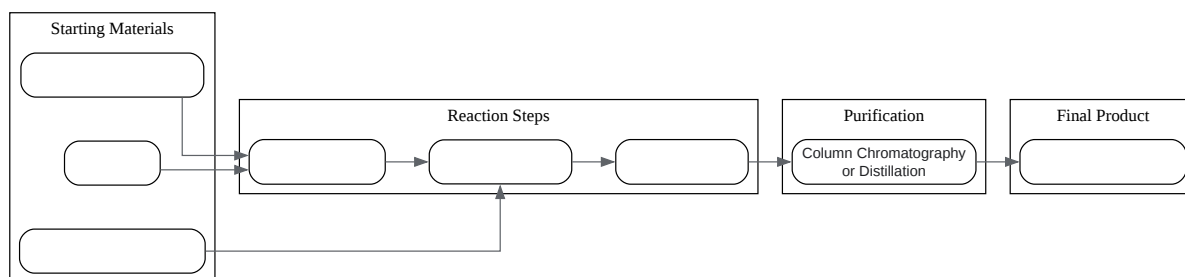 Starting Materials
Reaction Steps
Purification
Final Product
Column Chromatography
or Distillation